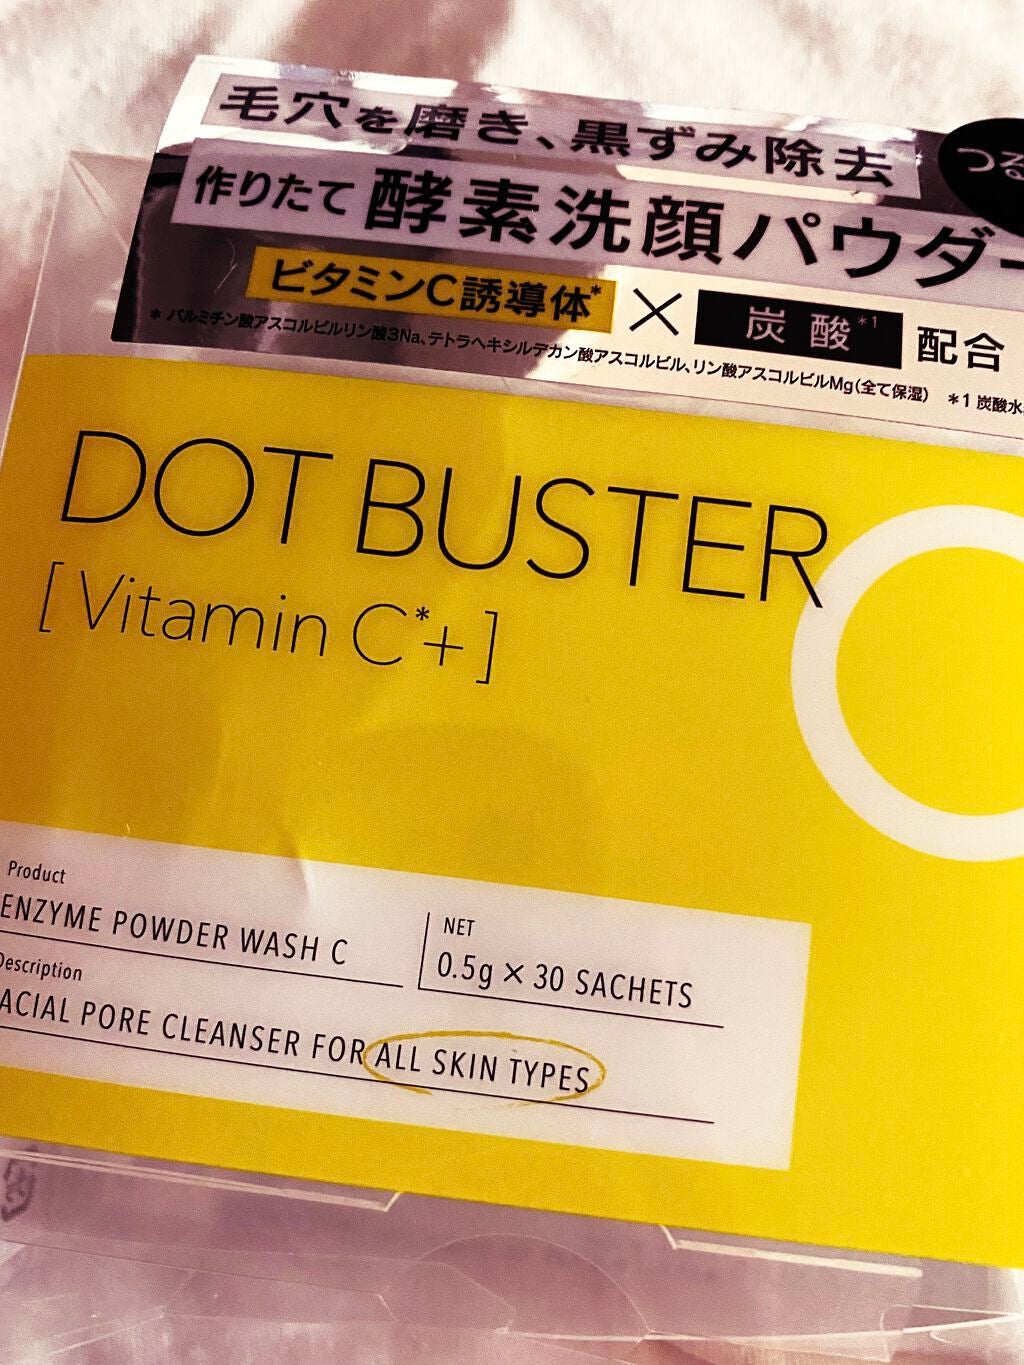 毛穴を磨き、黒ずみ除去
つる
作りたて 酵素洗顔パウダー
ビタミンC誘導体* × 炭酸*1 配合
* パルミチン酸アスコルビルリン酸3Na、テトラヘキシルデカン酸アスコルビル、リン酸アスコルビルMg(全て保湿) *1 炭酸水
DOT BUSTER
[Vitamin C*+]
Product
ENZYME POWDER WASH C
NET
0.5g × 30 SACHETS
Description
ACIAL PORE CLEANSER FOR ALL SKIN TYPES